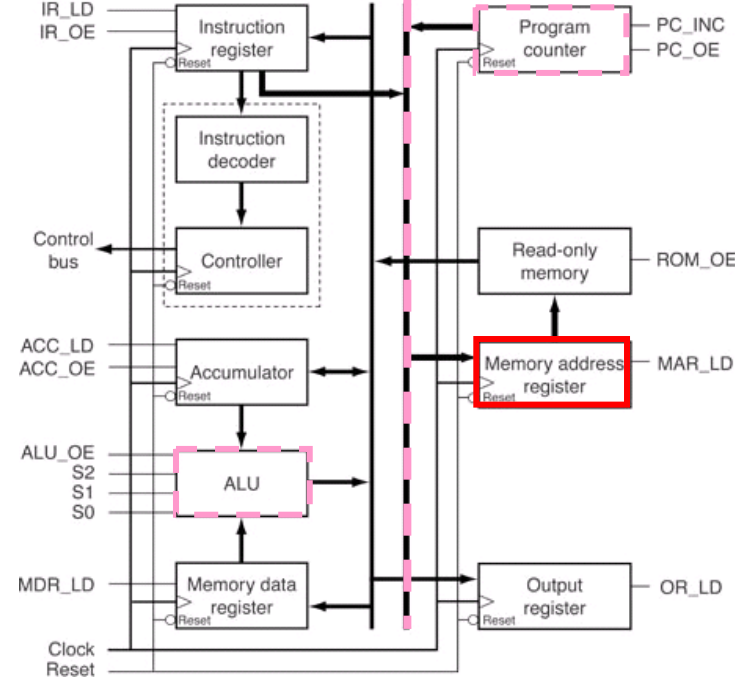 IR_LD
IR_OE
Instruction
register
Reset
Program
counter
Reset
PC_INC
PC_OE
Instruction
decoder
Control
bus
Controller
Reset
Read-only
memory
ROM_OE
ACC_LD
ACC_OE
Accumulator
Reset
Memory address
register
Reset
MAR_LD
ALU_OE
S2
S1
S0
ALU
MDR_LD
Memory data
register
Reset
Output
register
Reset
OR_LD
Clock
Reset